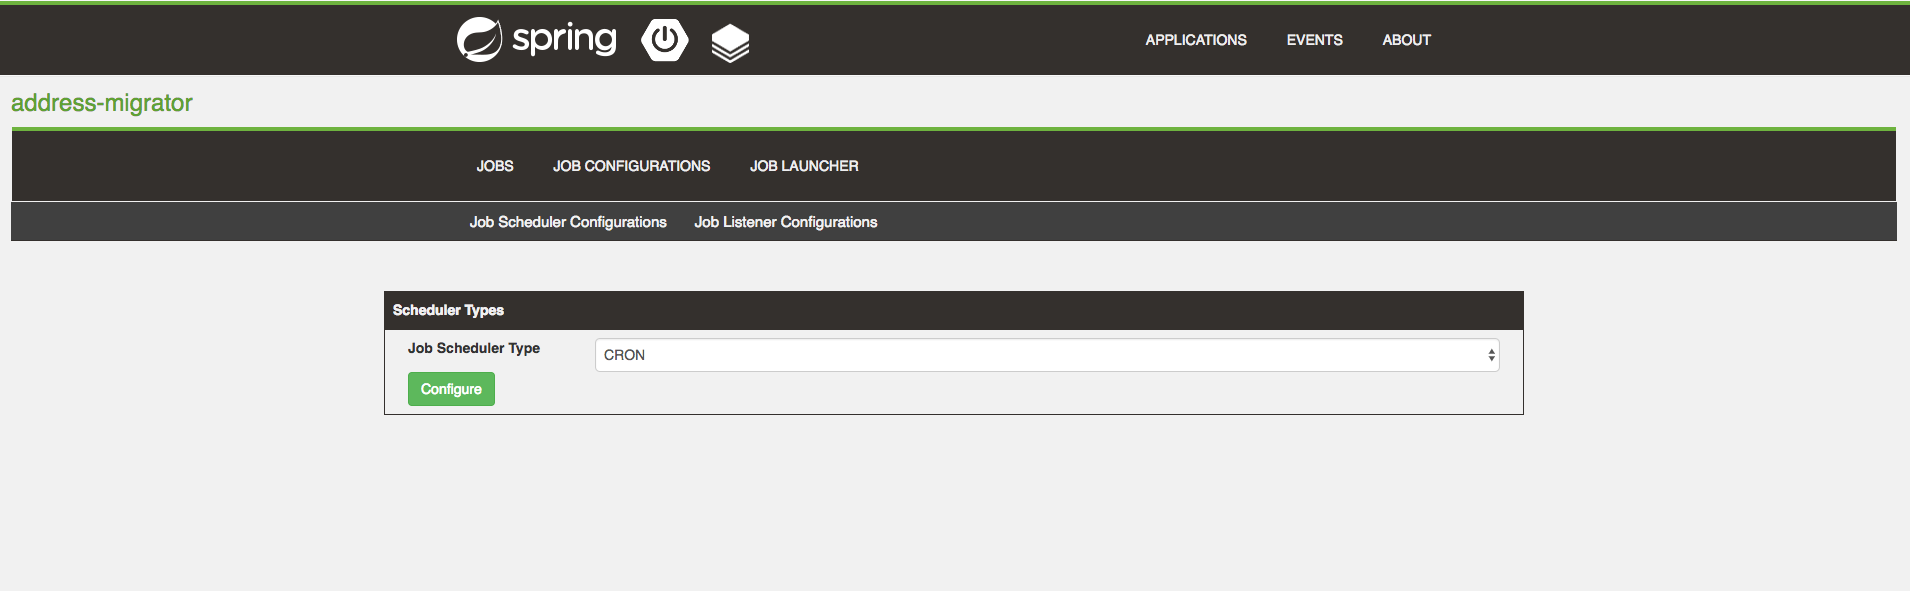 spring
APPLICATIONS EVENTS ABOUT
address-migrator
JOBS JOB CONFIGURATIONS JOB LAUNCHER
Job Scheduler Configurations Job Listener Configurations
Scheduler Types
Job Scheduler Type CRON
Configure